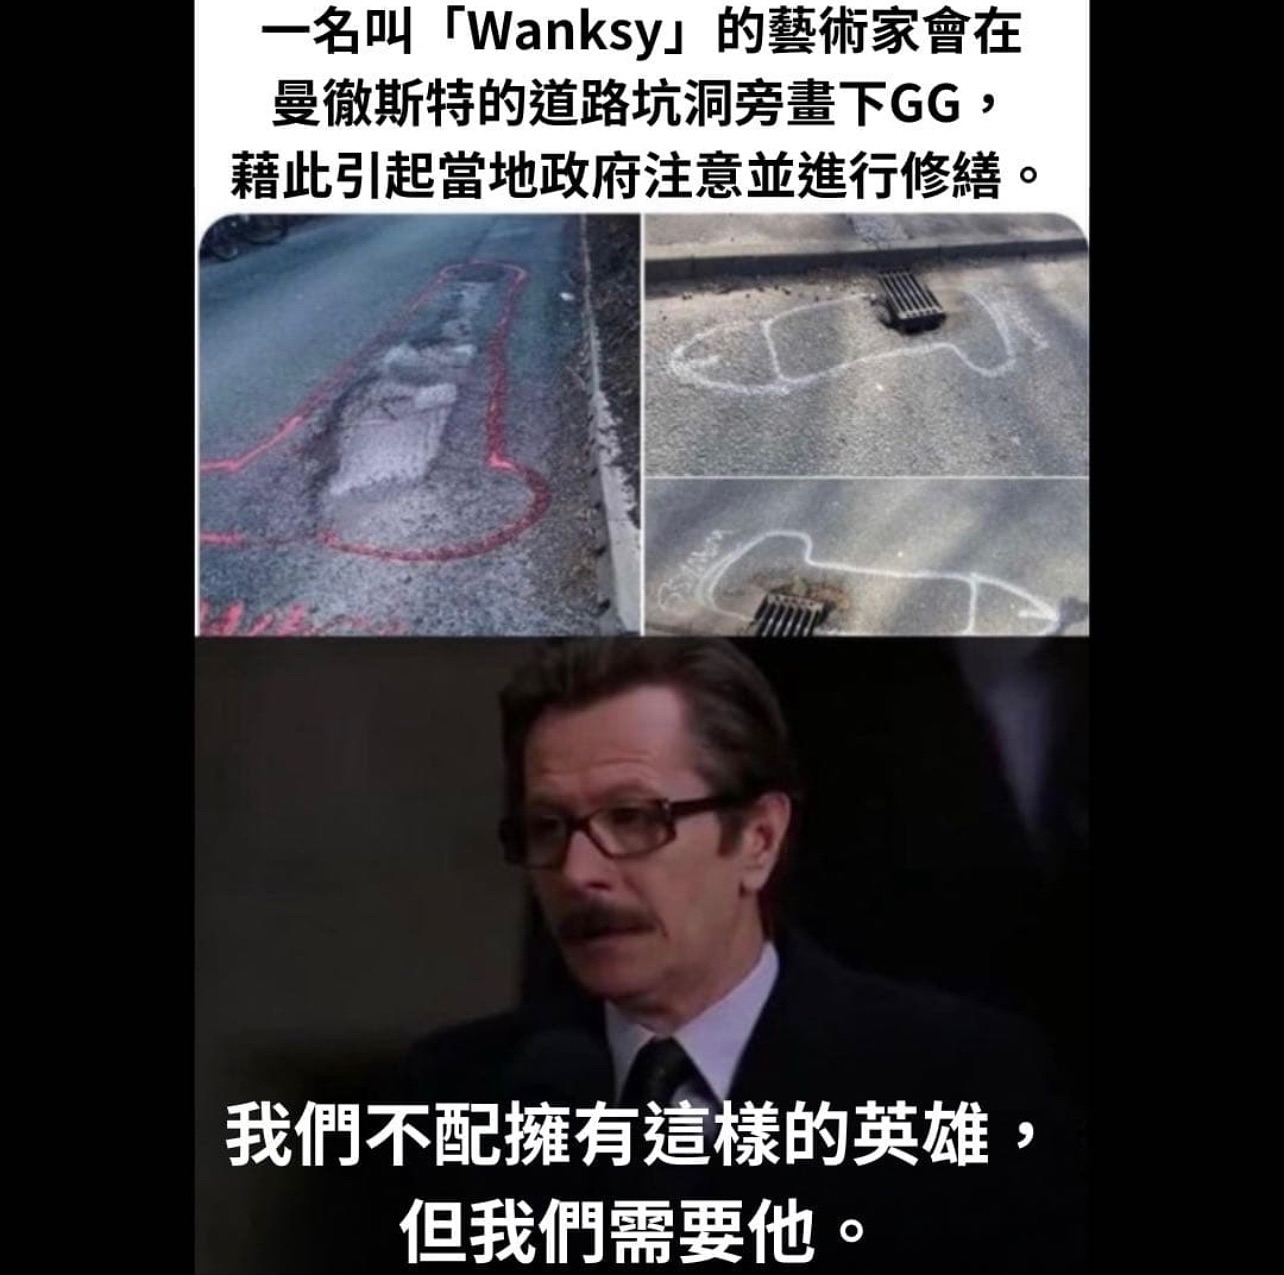 一名叫「Wanksy」的藝術家會在
曼徹斯特的道路坑洞旁畫下GG，
藉此引起當地政府注意並進行修繕。
我們不配擁有這樣的英雄，
但我們需要他。